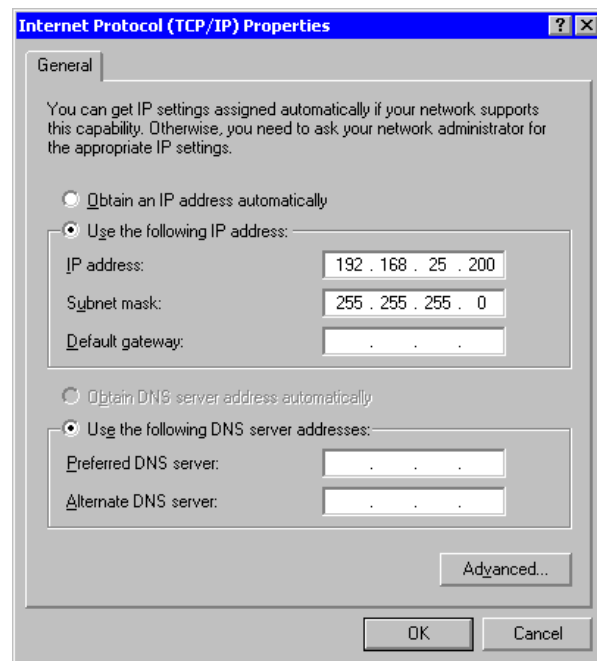 Internet Protocol (TCP/IP) Properties
General
You can get IP settings assigned automatically if your network supports
this capability. Otherwise, you need to ask your network administrator for
the appropriate IP settings.
Obtain an IP address automatically
Use the following IP address:
IP address: 192 . 168 . 25 . 200
Subnet mask: 255 . 255 . 255 . 0
Default gateway: . . .
Obtain DNS server address automatically
Use the following DNS server addresses:
Preferred DNS server: . . .
Alternate DNS server: . . .
Advanced...
OK Cancel